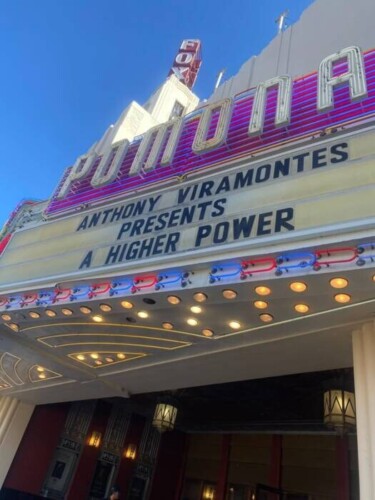 FOX
POMONA
ANTHONY VIRAMONTES
PRESENTS
A HIGHER POWER